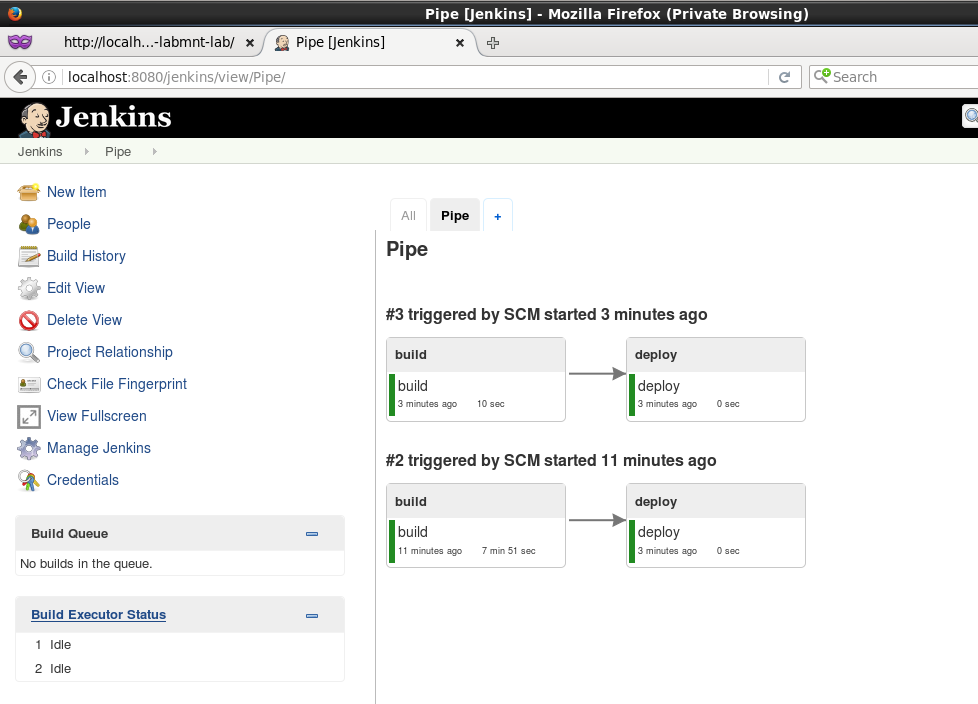 Pipe [Jenkins] - Mozilla Firefox (Private Browsing)
http://localh...-labmnt-lab/
Pipe [Jenkins]
localhost:8080/jenkins/view/Pipe/
Search
Jenkins
Jenkins
Pipe
New Item
People
Build History
Edit View
Delete View
Project Relationship
Check File Fingerprint
View Fullscreen
Manage Jenkins
Credentials
Build Queue
No builds in the queue.
Build Executor Status
1 Idle
2 Idle
All
Pipe
+
Pipe
#3 triggered by SCM started 3 minutes ago
build
build
3 minutes ago 10 sec
deploy
deploy
3 minutes ago 0 sec
#2 triggered by SCM started 11 minutes ago
build
build
11 minutes ago 7 min 51 sec
deploy
deploy
3 minutes ago 0 sec